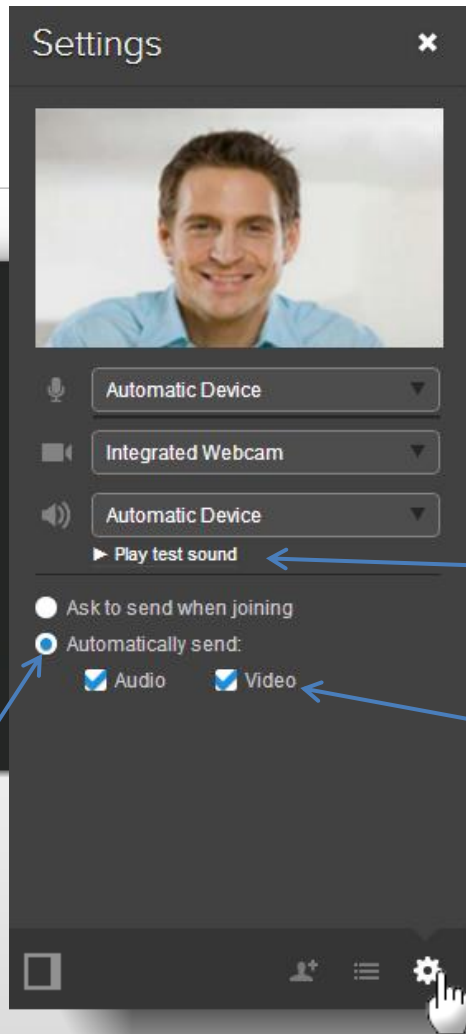 Settings
Automatic Device
Integrated Webcam
Automatic Device
Play test sound
Ask to send when joining
Automatically send:
Audio Video